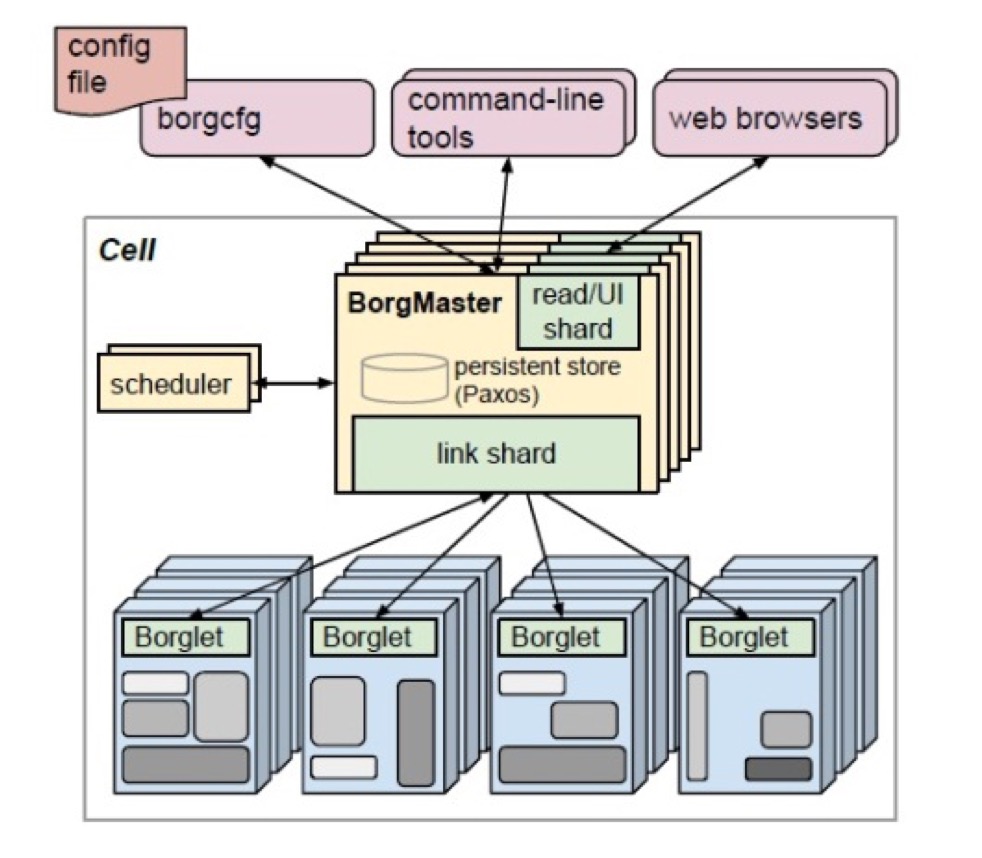 config
file
borgcfg
command-line
tools
web browsers
Cell
BorgMaster
read/UI
shard
persistent store
(Paxos)
scheduler
link shard
Borglet
Borglet
Borglet
Borglet